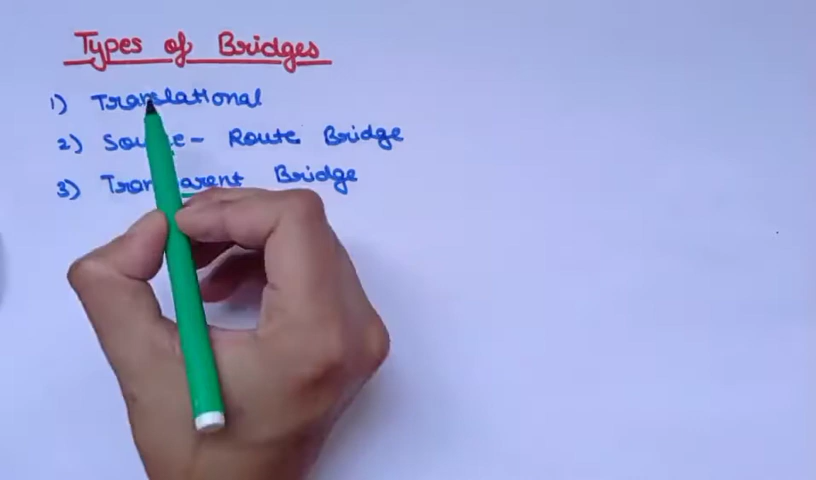 Types of Bridges
1) Translational
2) Source - Route Bridge
3) Transparent Bridge